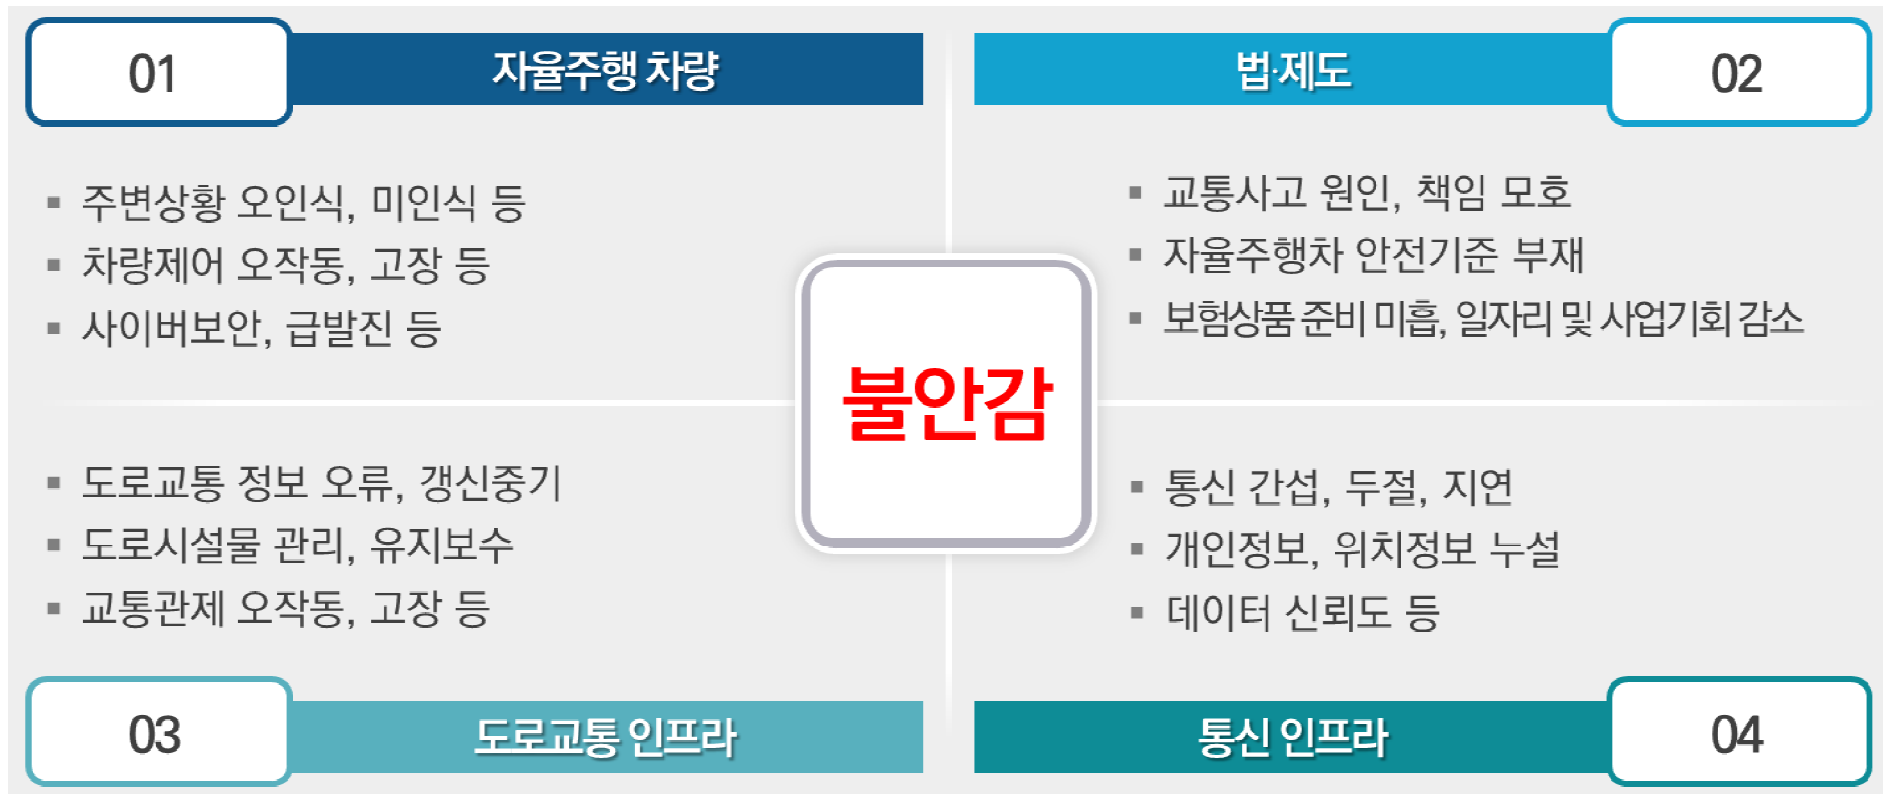 01
자율주행 차량
주변상황 오인식, 미인식 등
차량제어 오작동, 고장 등
사이버보안, 급발진 등
법·제도
02
교통사고 원인, 책임 모호
자율주행차 안전기준 부재
보험상품 준비 미흡, 일자리 및 사업기회 감소
불안감
도로교통 정보 오류, 갱신중기
도로시설물 관리, 유지보수
교통관제 오작동, 고장 등
03
도로교통 인프라
통신 간섭, 두절, 지연
개인정보, 위치정보 누설
데이터 신뢰도 등
통신 인프라
04